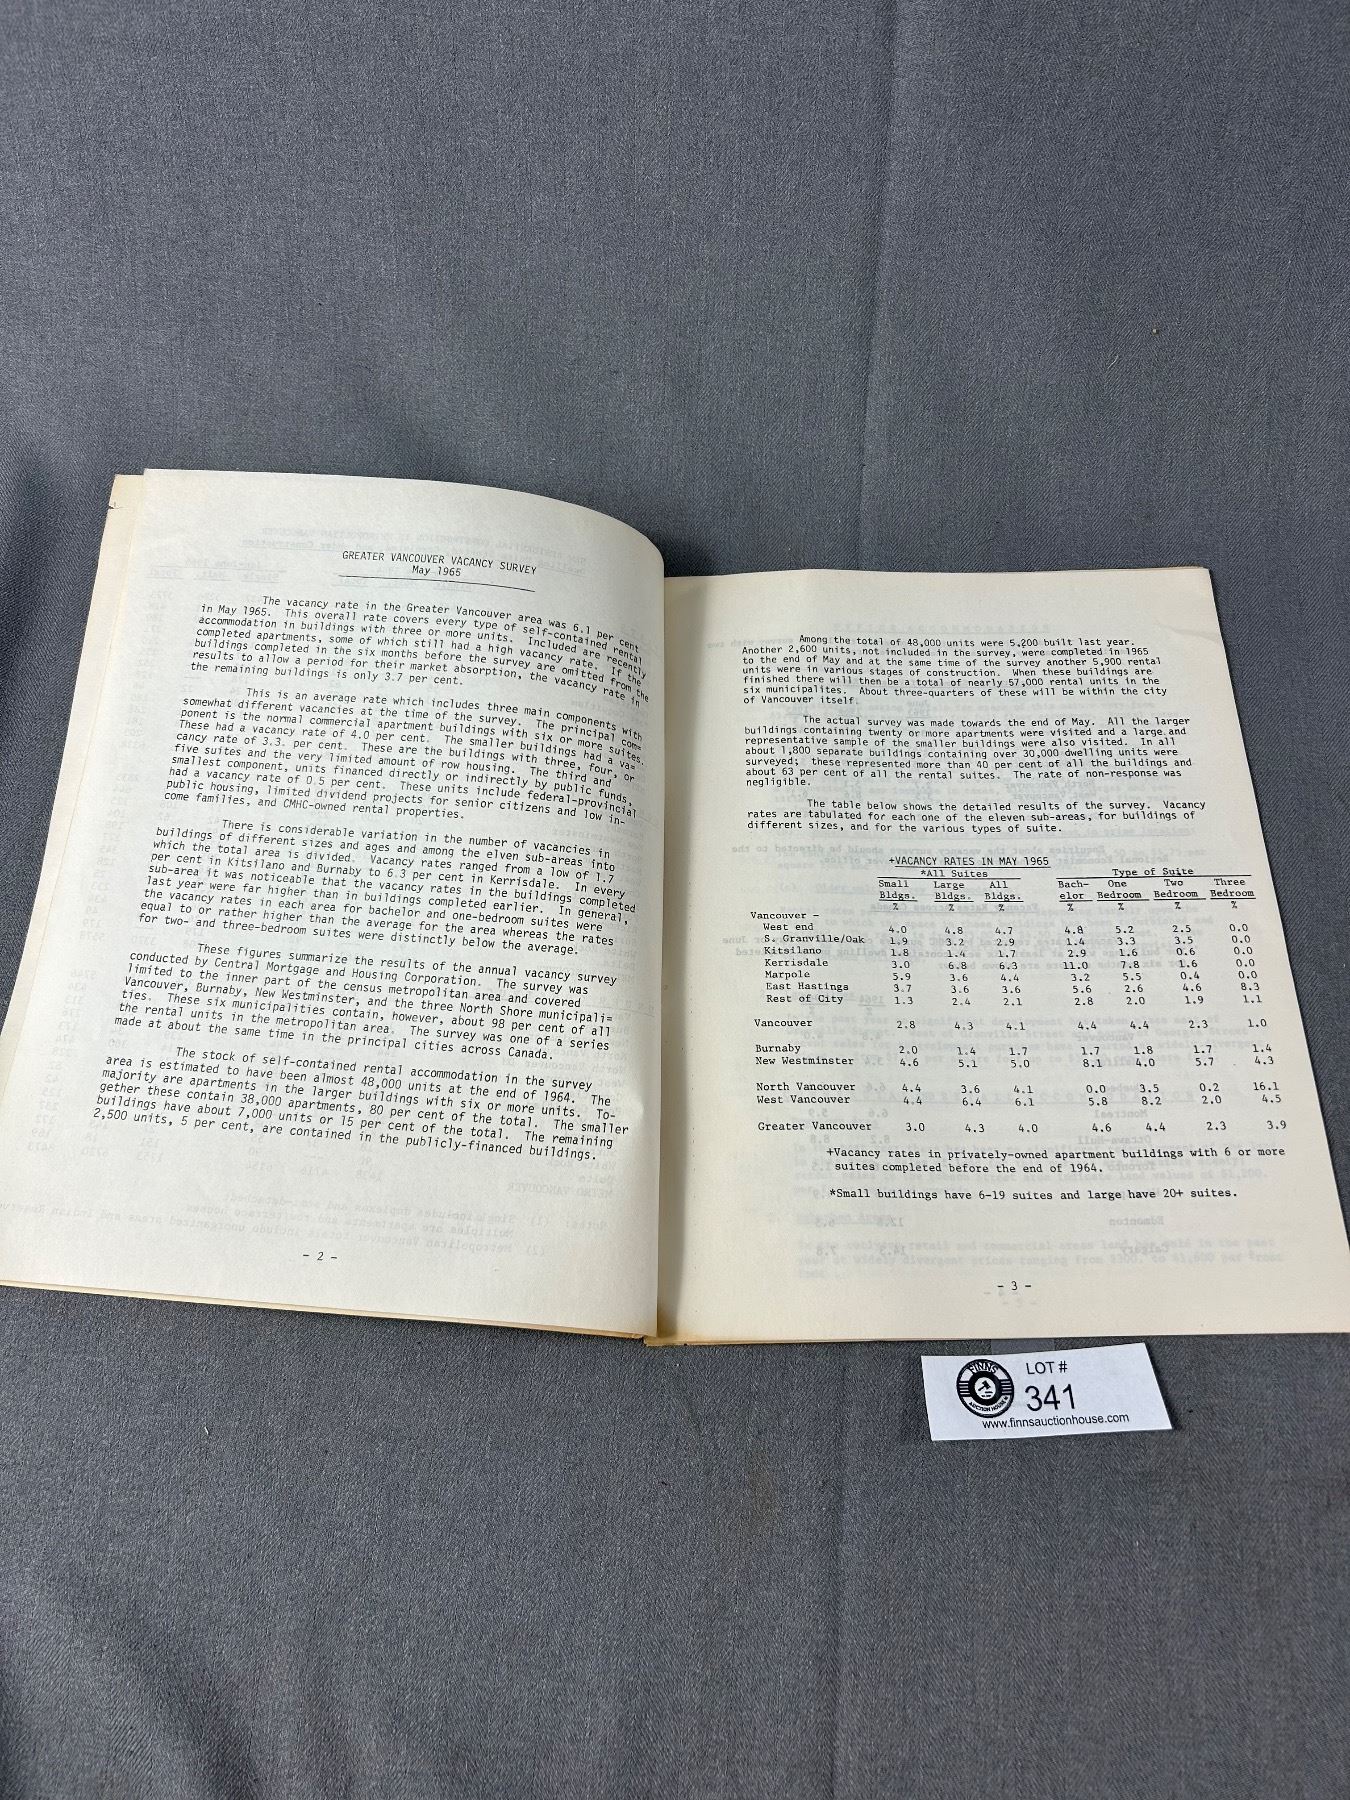 GREATER VANCOUVER VACANCY SURVEY
May 1965
The vacancy rate in the Greater Vancouver area was 6.1 per cent
in May 1965. This overall rate covers every type of self-contained rental
accommodation in buildings with three or more units. Included are recently
completed apartments, some of which still had a high vacancy rate. If the
buildings completed in the six months before the survey are omitted from the
results to allow a period for their market absorption, the vacancy rate in
the remaining buildings is only 3.7 per cent.
This is an average rate which includes three main components with
somewhat different vacancies at the time of the survey. The principal com=
ponent is the normal commercial apartment buildings with six or more suites.
These had a vacancy rate of 4.0 per cent. The smaller buildings had a va=
cancy rate of 3.3. per cent. These are the buildings with three, four, or
five suites and the very limited amount of row housing. The third and
smallest component, units financed directly or indirectly by public funds,
had a vacancy rate of 0.5 per cent. These units include federal-provincial
public housing, limited dividend projects for senior citizens and low in-
come families, and CMHC-owned rental properties.
There is considerable variation in the number of vacancies in
buildings of different sizes and ages and among the elven sub-areas into
which the total area is divided. Vacancy rates ranged from a low of 1.7
per cent in Kitsilano and Burnaby to 6.3 per cent in Kerrisdale. In every
sub-area it was noticeable that the vacancy rates in the buildings completed
last year were far higher than in buildings completed earlier. In general,
the vacancy rates in each area for bachelor and one-bedroom suites were
equal to or rather higher than the average for the area whereas the rates
for two- and three-bedroom suites were distinctly below the average.
These figures summarize the results of the annual vacancy survey
conducted by Central Mortgage and Housing Corporation. The survey was
limited to the inner part of the census metropolitan area and covered
Vancouver, Burnaby, New Westminster, and the three North Shore municipali=
ties. These six municipalities contain, however, about 98 per cent of all
the rental units in the metropolitan area. The survey was one of a series
made at about the same time in the principal cities across Canada.
The stock of self-contained rental accommodation in the survey
area is estimated to have been almost 48,000 units at the end of 1964. The
majority are apartments in the larger buildings with six or more units. To-
gether these contain 38,000 apartments, 80 per cent of the total. The smaller
buildings have about 7,000 units or 15 per cent of the total. The remaining
2,500 units, 5 per cent, are contained in the publicly-financed buildings.
- 2 -
Among the total of 48,000 units were 5,200 built last year.
Another 2,600 units, not included in the survey, were completed in 1965
to the end of May and at the same time of the survey another 5,900 rental
units were in various stages of construction. When these buildings are
finished there will then be a total of nearly 57,000 rental units in the
six municipalites. About three-quarters of these will be within the city
of Vancouver itself.
The actual survey was made towards the end of May. All the larger
buildings containing twenty or more apartments were visited and a large and
representative sample of the smaller buildings were also visited. In all
about 1,800 separate buildings containing over 30,000 dwelling units were
surveyed; these represented more than 40 per cent of all the buildings and
about 63 per cent of all the rental suites. The rate of non-response was
negligible.
The table below shows the detailed results of the survey. Vacancy
rates are tabulated for each one of the eleven sub-areas, for buildings of
different sizes, and for the various types of suite.
+VACANCY RATES IN MAY 1965
*All Suites Type of Suite
Small Large All Bach- One Two Three
Bldgs. Bldgs. Bldgs. elor Bedroom Bedroom Bedroom
% % % % % % %
Vancouver -
West end 4.0 4.8 4.7 4.8 5.2 2.5 0.0
S. Granville/Oak 1.9 3.2 2.9 1.4 3.3 3.5 0.0
Kitsilano 1.8 1.4 1.7 2.9 1.6 0.6 0.0
Kerrisdale 3.0 6.8 6.3 11.0 7.8 1.6 0.0
Marpole 5.9 3.6 4.4 3.2 5.5 0.4 0.0
East Hastings 3.7 3.6 3.6 5.6 2.6 4.6 8.3
Rest of City 1.3 2.4 2.1 2.8 2.0 1.9 1.1
Vancouver 2.8 4.3 4.1 4.4 4.4 2.3 1.0
Burnaby 2.0 1.4 1.7 1.7 1.8 1.7 1.4
New Westminster 4.6 5.1 5.0 8.1 4.0 5.7 4.3
North Vancouver 4.4 3.6 4.1 0.0 3.5 0.2 16.1
West Vancouver 4.4 6.4 6.1 5.8 8.2 2.0 4.5
Greater Vancouver 3.0 4.3 4.0 4.6 4.4 2.3 3.9
+Vacancy rates in privately-owned apartment buildings with 6 or more
suites completed before the end of 1964.
*Small buildings have 6-19 suites and large have 20+ suites.
- 3 -
FINNS
AUCTION HOUSE
LOT #
341
www.finnsauctionhouse.com